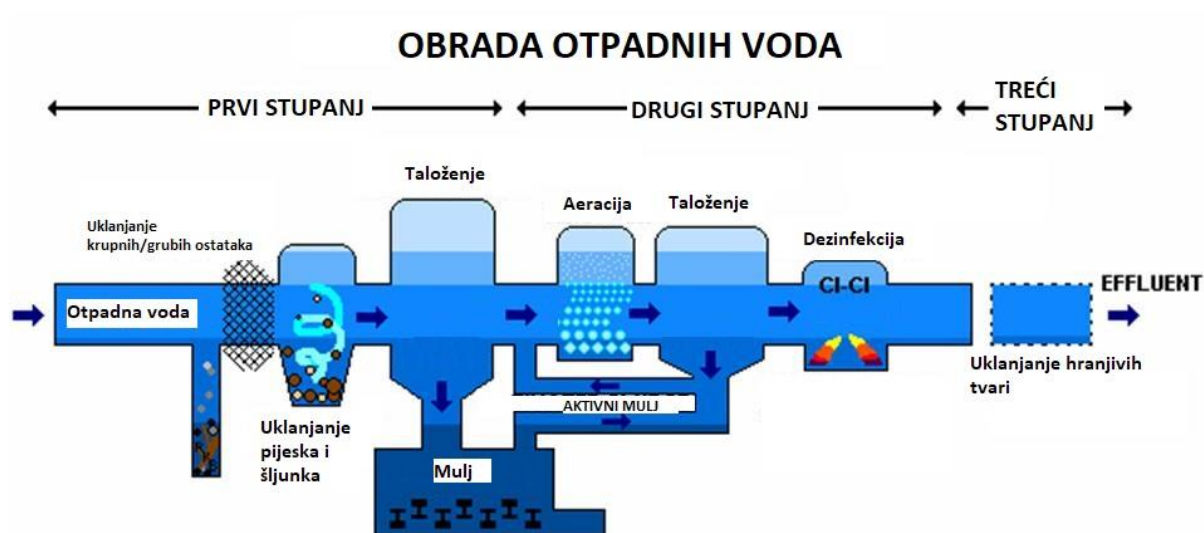 OBRADA OTPADNIH VODA
PRVI STUPANJ
DRUGI STUPANJ
TREĆI
STUPANJ
Taloženje
Aeracija
Taloženje
Uklanjanje
krupnih/grubih ostataka
Dezinfekcija
Otpadna voda
CI-CI
EFFLUENT
Uklanjanje hranjivih
tvari
AKTIVNI MULJ
Uklanjanje
pijeska i
šljunka
Mulj